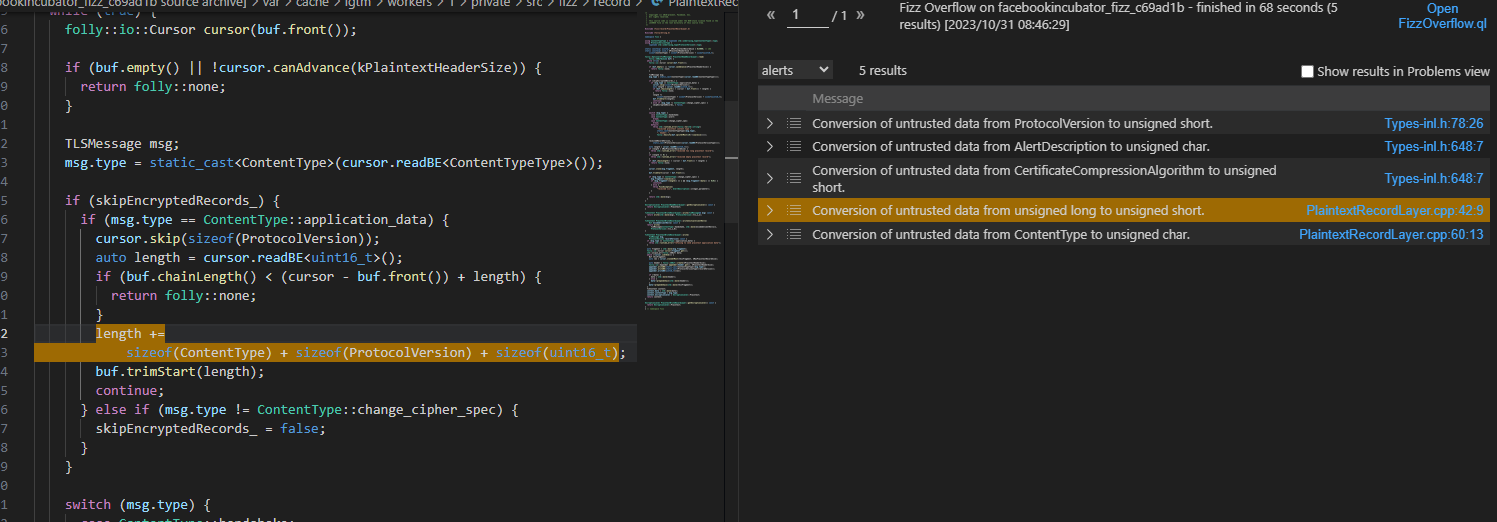 bookincubator_fizz_c69ad1b source archive] > var > cache > lgtm > workers > 1 > private > src > fizz > record > PlaintextRec
while (true) {
6 folly::io::Cursor cursor(buf.front());
8 if (buf.empty() || !cursor.canAdvance(kPlaintextHeaderSize)) {
9 return folly::none;
0 }
1
2 TLSMessage msg;
3 msg.type = static_cast<ContentType>(cursor.readBE<ContentTypeType>());
4
5 if (skipEncryptedRecords_) {
6 if (msg.type == ContentType::application_data) {
7 cursor.skip(sizeof(ProtocolVersion));
8 auto length = cursor.readBE<uint16_t>();
9 if (buf.chainLength() < (cursor - buf.front()) + length) {
0 return folly::none;
1 }
2 length +=
3 sizeof(ContentType) + sizeof(ProtocolVersion) + sizeof(uint16_t);
4 buf.trimStart(length);
5 continue;
6 } else if (msg.type != ContentType::change_cipher_spec) {
7 skipEncryptedRecords_ = false;
8 }
9 }
0
1 switch (msg.type) {
« 1 / 1 »
Fizz Overflow on facebookincubator_fizz_c69ad1b - finished in 68 seconds (5
results) [2023/10/31 08:46:29]
Open
FizzOverflow.ql
alerts 5 results
Show results in Problems view
Message
Conversion of untrusted data from ProtocolVersion to unsigned short. Types-inl.h:78:26
Conversion of untrusted data from AlertDescription to unsigned char. Types-inl.h:648:7
Conversion of untrusted data from CertificateCompressionAlgorithm to unsigned
short. Types-inl.h:648:7
Conversion of untrusted data from unsigned long to unsigned short. PlaintextRecordLayer.cpp:42:9
Conversion of untrusted data from ContentType to unsigned char. PlaintextRecordLayer.cpp:60:13